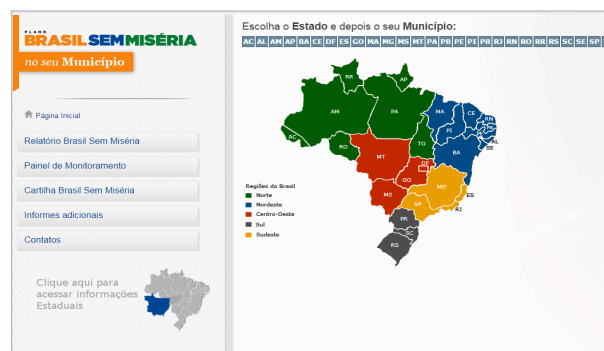 PLANO
BRASIL SEM MISÉRIA
no seu Município
Página Inicial
Relatório Brasil Sem Miséria
Painel de Monitoramento
Cartilha Brasil Sem Miséria
Informes adicionais
Contatos
Clique aqui para
acessar informações
Estaduais
Escolha o Estado e depois o seu Município:
AC AL AM AP BA CE DF ES GO MA MG MS MT PA PB PE PI PR RJ RN RO RR RS SC SE SP
RR
AP
AM
PA
MA
CE
RN
PI
AC
RO
TO
AL
SE
BA
MT
DF
GO
MG
MS
ES
SP
RJ
PR
SC
RS
Regiões do Brasil
Norte
Nordeste
Centro-Oeste
Sul
Sudeste